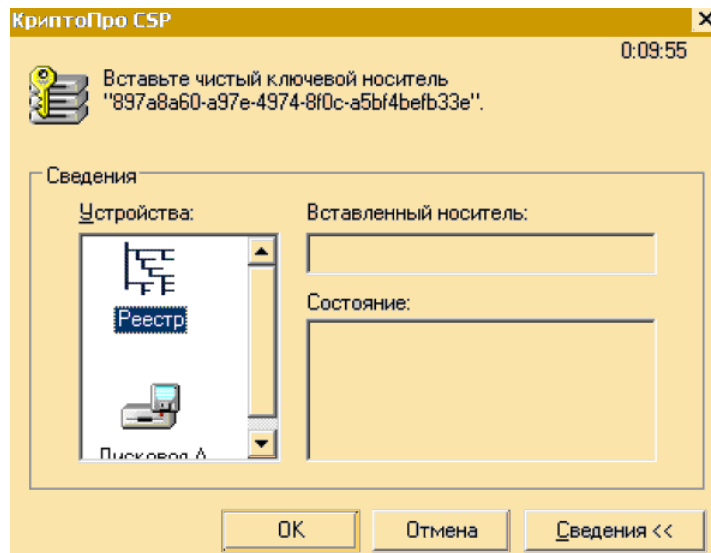 КриптоПро CSP
0:09:55
Вставьте чистый ключевой носитель
"897a8a60-a97e-4974-8f0c-a5bf4befb33e".
Сведения
Устройства:
Вставленный носитель:
Реестр
Состояние:
OK
Отмена
Сведения <<